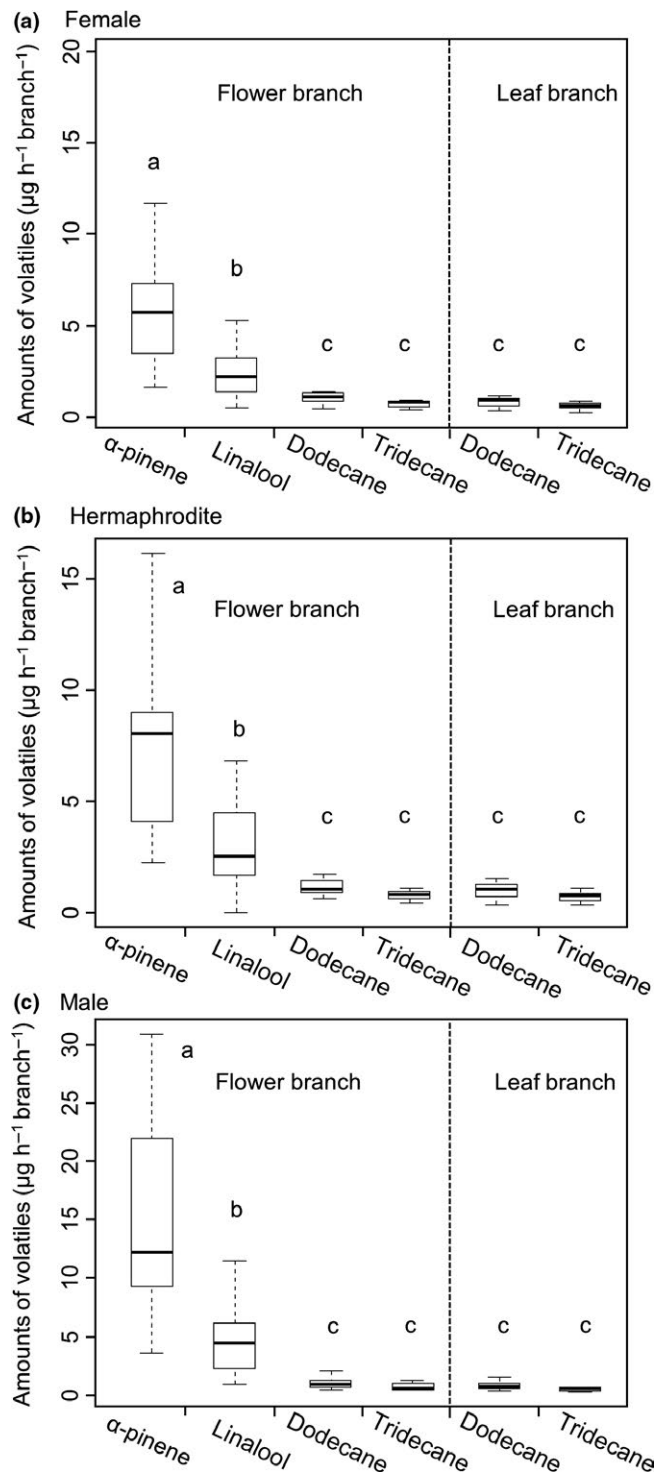 (a) Female
Amounts of volatiles (µg h⁻¹ branch⁻¹)
20
15
10
5
0
Flower branch
Leaf branch
a
b
c
c
c
c
α-pinene
Linalool
Dodecane
Tridecane
Dodecane
Tridecane
(b) Hermaphrodite
Amounts of volatiles (µg h⁻¹ branch⁻¹)
15
10
5
0
Flower branch
Leaf branch
a
b
c
c
c
c
α-pinene
Linalool
Dodecane
Tridecane
Dodecane
Tridecane
(c) Male
Amounts of volatiles (µg h⁻¹ branch⁻¹)
30
25
20
15
10
5
0
Flower branch
Leaf branch
a
b
c
c
c
c
α-pinene
Linalool
Dodecane
Tridecane
Dodecane
Tridecane